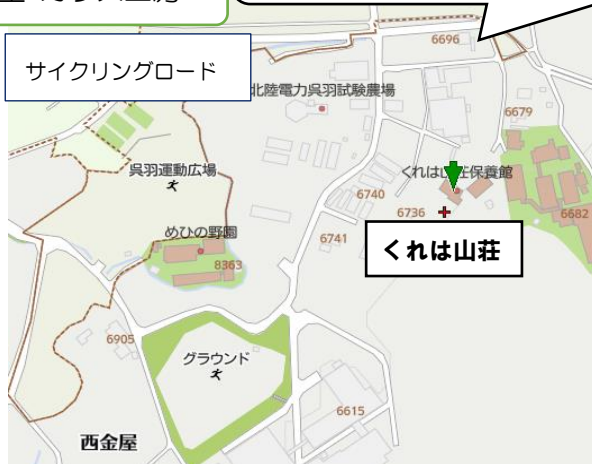 サイクリングロード
6696
北陸電力呉羽試験農場
6679
呉羽運動広場
くれは山荘保養館
6740
6736
6682
めひの野園
6741
くれは山荘
8363
6905
グラウンド
6615
西金屋